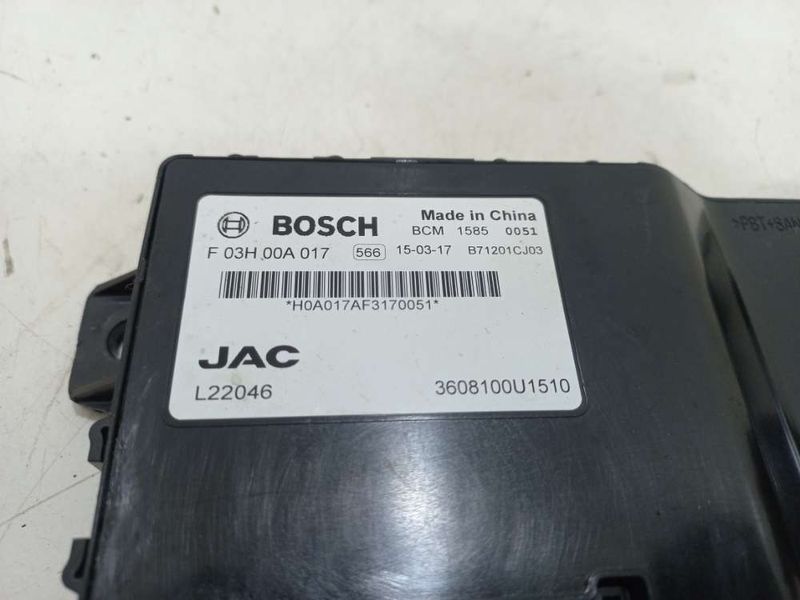 BOSCH
Made in China
BCM 1585 0051
F 03H 00A 017 566 15-03-17 B71201CJ03
*H0A017AF3170051*
JAC
L22046 3608100U1510